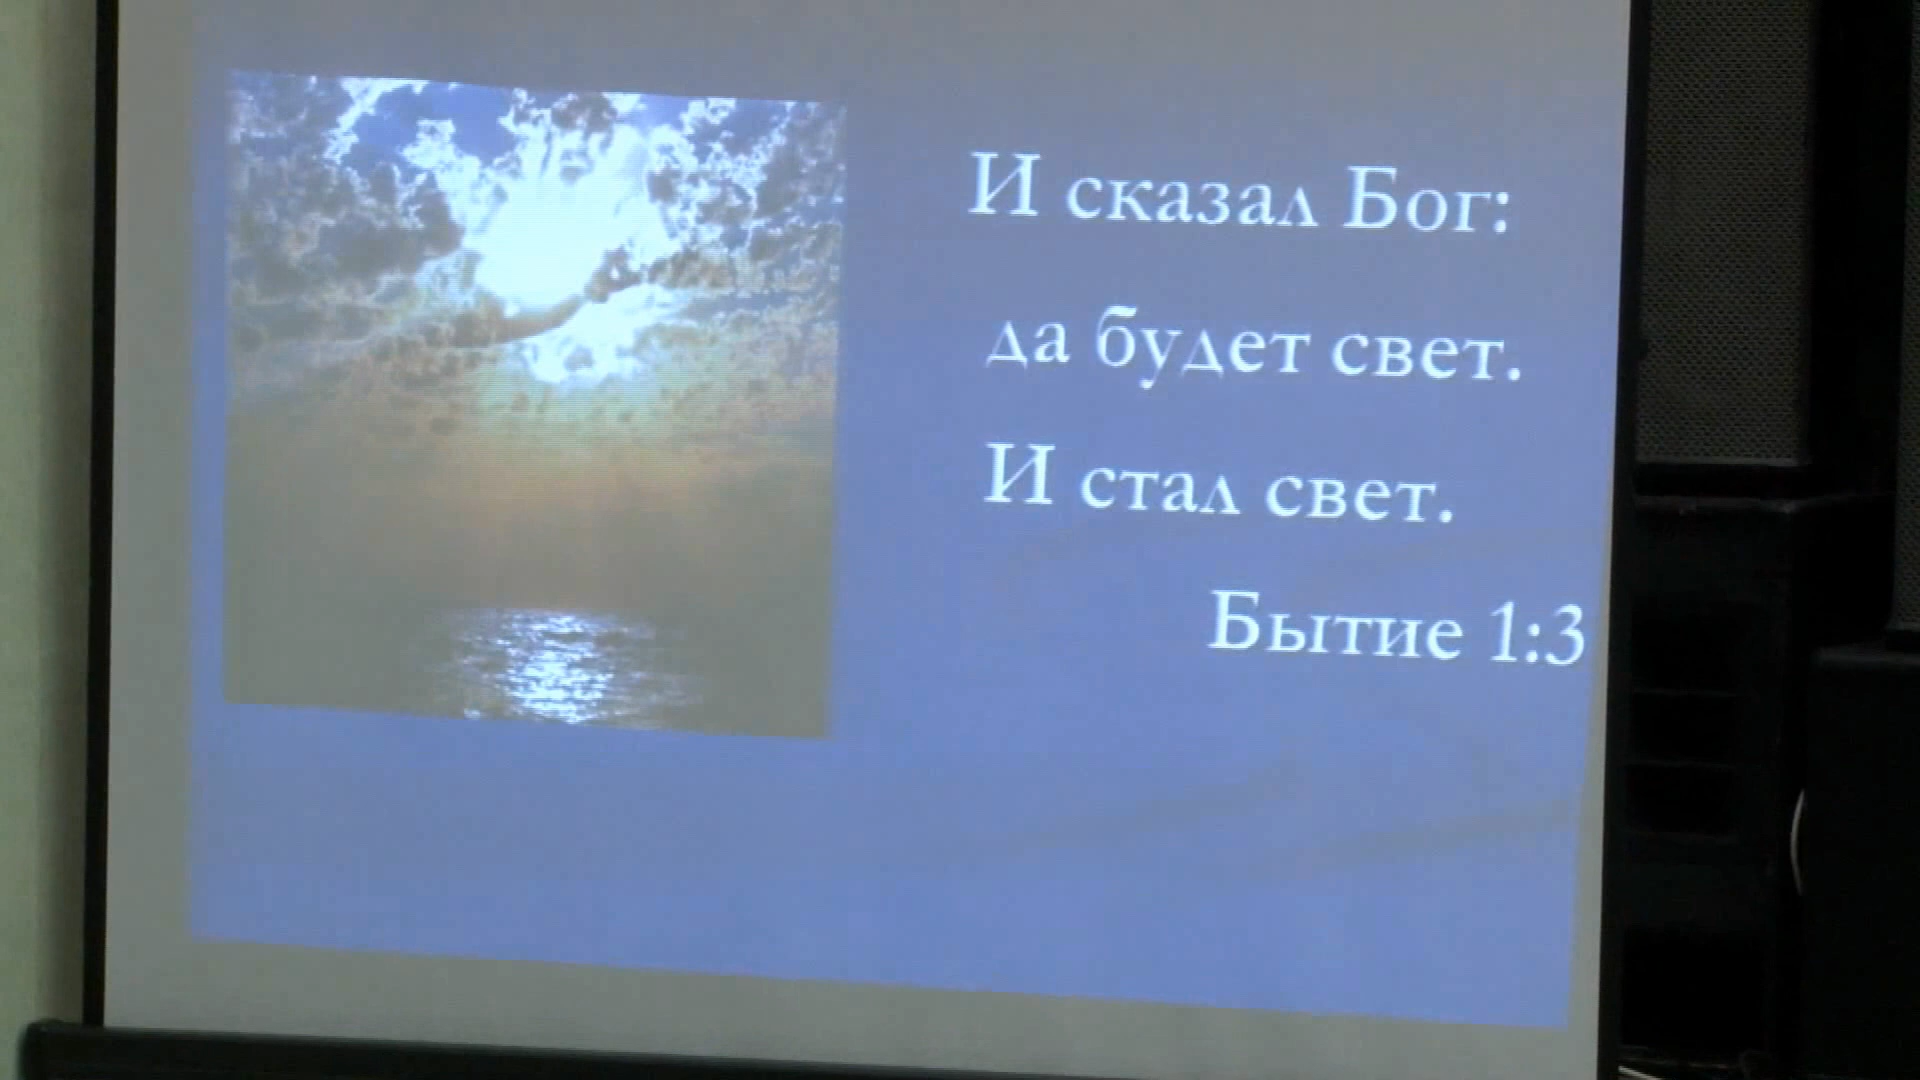 И сказал Бог:
да будет свет.
И стал свет.
Бытие 1:3